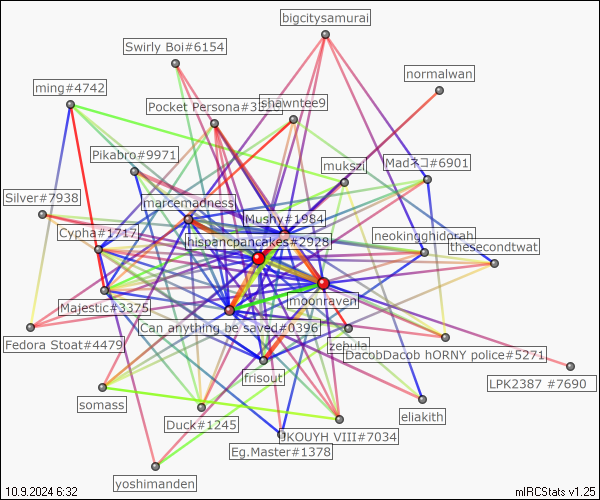 bigcitysamurai
Swirly Boi#6154
normalwan
ming#4742
shawntee9
Pocket Persona#3326
Pikabro#9971
mukszi
Madネコ#6901
Silver#7938
marcemadness
Mushy#1984
Cypha#1717
hispancpancakes#2928
neokingghidorah
thesecondtwat
Majestic#3375
moonraven
Can anything be saved#0396
Fedora Stoat#4479
zebula
DacobDacob hORNY police#5271
frisout
LPK2387 #7690
somass
eliakith
Duck#1245
JKOUYH VIII#7034
Eg.Master#1378
yoshimanden
10.9.2024 6:32
mIRCStats v1.25